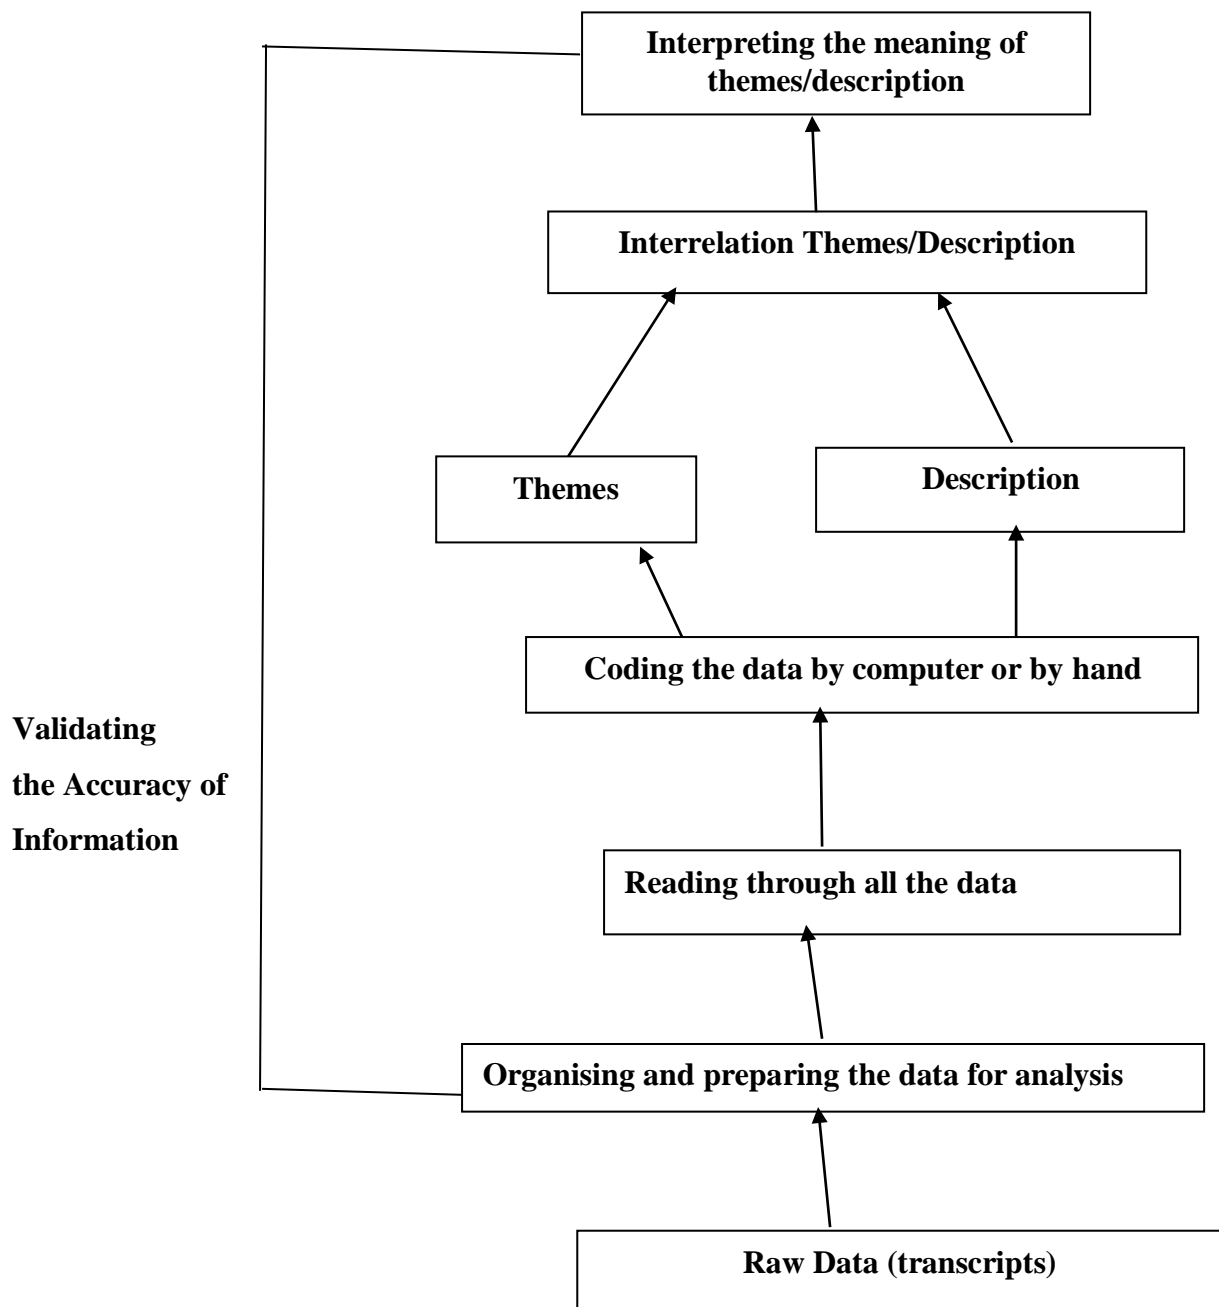 Interpreting the meaning of
themes/description
Interrelation Themes/Description
Themes
Description
Coding the data by computer or by hand
Validating
the Accuracy of
Information
Reading through all the data
Organising and preparing the data for analysis
Raw Data (transcripts)